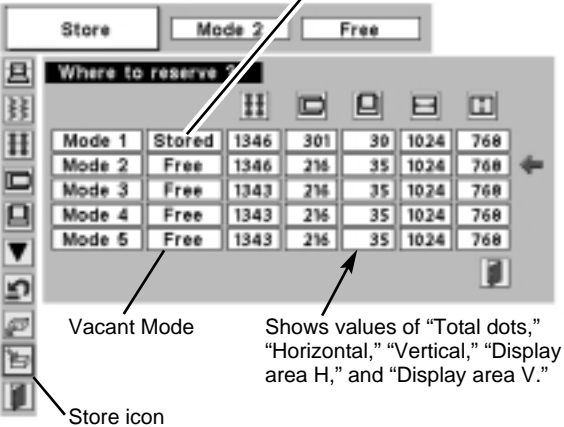 Store Mode 2 Free
Where to reserve ?
Mode 1 Stored 1346 301 30 1024 768
Mode 2 Free 1346 216 35 1024 768
Mode 3 Free 1343 216 35 1024 768
Mode 4 Free 1343 216 35 1024 768
Mode 5 Free 1343 216 35 1024 768
Vacant Mode
Shows values of “Total dots,”
“Horizontal,” “Vertical,” “Display
area H,” and “Display area V.”
Store icon